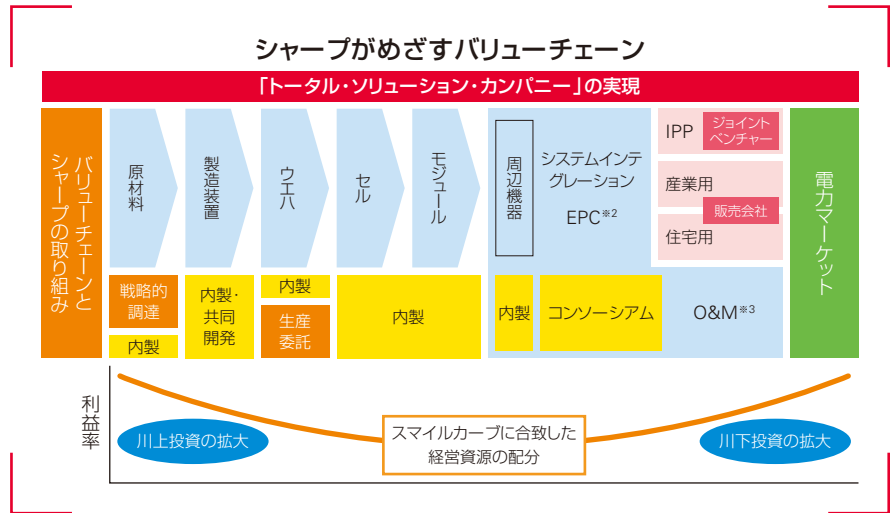 シャープがめざすバリューチェーン
「トータル・ソリューション・カンパニー」の実現
バリューチェーンと
シャープの取り組み
原材料
製造装置
ウエハ
セル
モジュール
周辺機器
システムインテ
グレーション
EPC※2
IPP
ジョイント
ベンチャー
産業用
販売会社
住宅用
電力マーケット
戦略的
調達
内製
内製・
共同
開発
内製
生産
委託
内製
内製
コンソーシアム
O&M※3
利益率
川上投資の拡大
スマイルカーブに合致した
経営資源の配分
川下投資の拡大